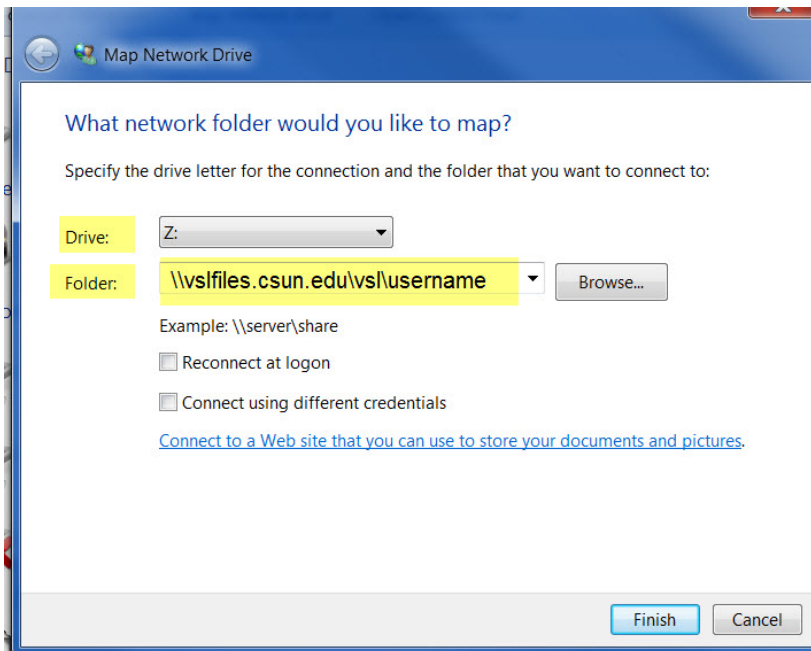 Map Network Drive
What network folder would you like to map?
Specify the drive letter for the connection and the folder that you want to connect to:
Drive: Z:
Folder: \\vslfiles.csun.edu\vsl\username Browse...
Example: \\server\share
Reconnect at logon
Connect using different credentials
Connect to a Web site that you can use to store your documents and pictures.
Finish Cancel